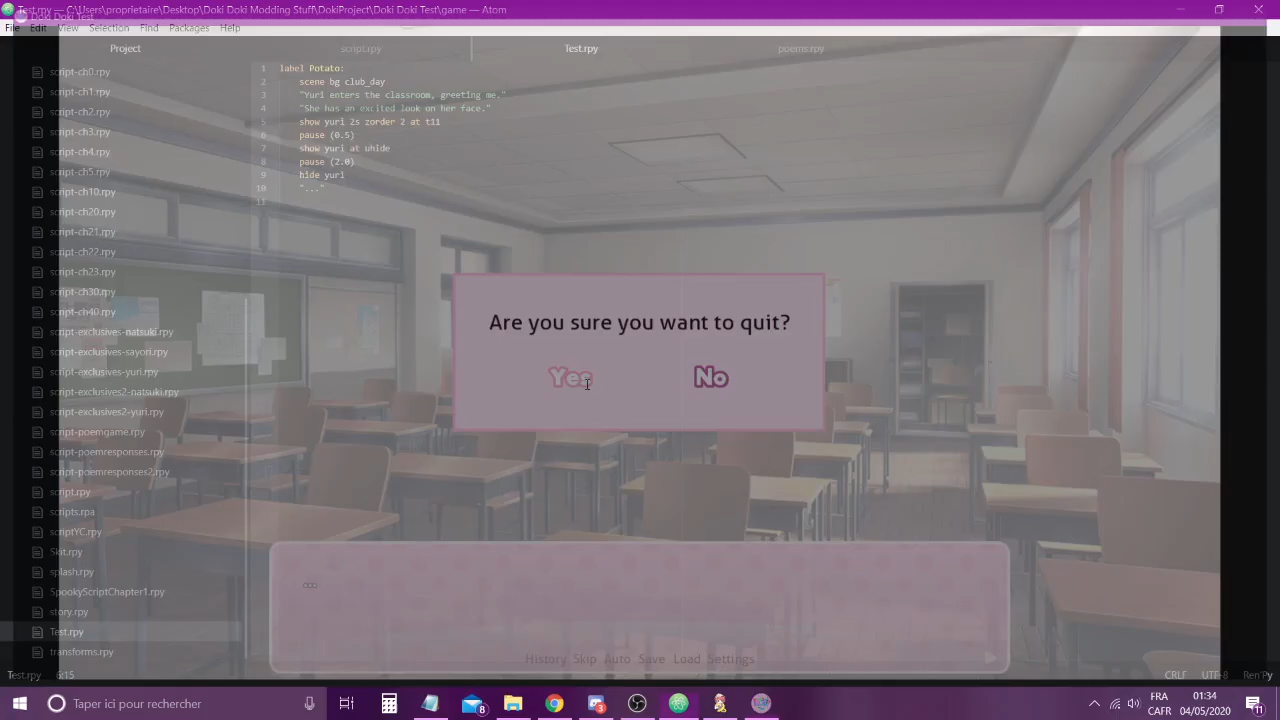 Test.rpy — C:\Users\proprietaire\Desktop\Doki Doki Modding Stuff\DokiProject\Doki Doki Test\game — Atom
Doki Doki Test
File Edit View Selection Find Packages Help
Project
script.rpy
Test.rpy
poems.rpy
script-ch0.rpy
script-ch1.rpy
script-ch2.rpy
script-ch3.rpy
script-ch4.rpy
script-ch5.rpy
script-ch10.rpy
script-ch20.rpy
script-ch21.rpy
script-ch22.rpy
script-ch23.rpy
script-ch30.rpy
script-ch40.rpy
script-exclusives-natsuki.rpy
script-exclusives-sayori.rpy
script-exclusives-yuri.rpy
script-exclusives2-natsuki.rpy
script-exclusives2-yuri.rpy
script-poemgame.rpy
script-poemresponses.rpy
script-poemresponses2.rpy
script.rpy
scripts.rpa
scriptYC.rpy
Skit.rpy
splash.rpy
SpookyScriptChapter1.rpy
story.rpy
Test.rpy
transforms.rpy
1 label Potato:
2 scene bg club_day
3 "Yuri enters the classroom, greeting me."
4 "She has an excited look on her face."
5 show yuri 2s zorder 2 at t11
6 pause (0.5)
7 show yuri at uhide
8 pause (2.0)
9 hide yuri
10 "..."
11
Are you sure you want to quit?
Yes No
...
History Skip Auto Save Load Settings
Test.rpy 6:15 CRLF UTF-8 Ren'Py
Taper ici pour rechercher
8
3
FRA
CAFR
01:34
04/05/2020
11